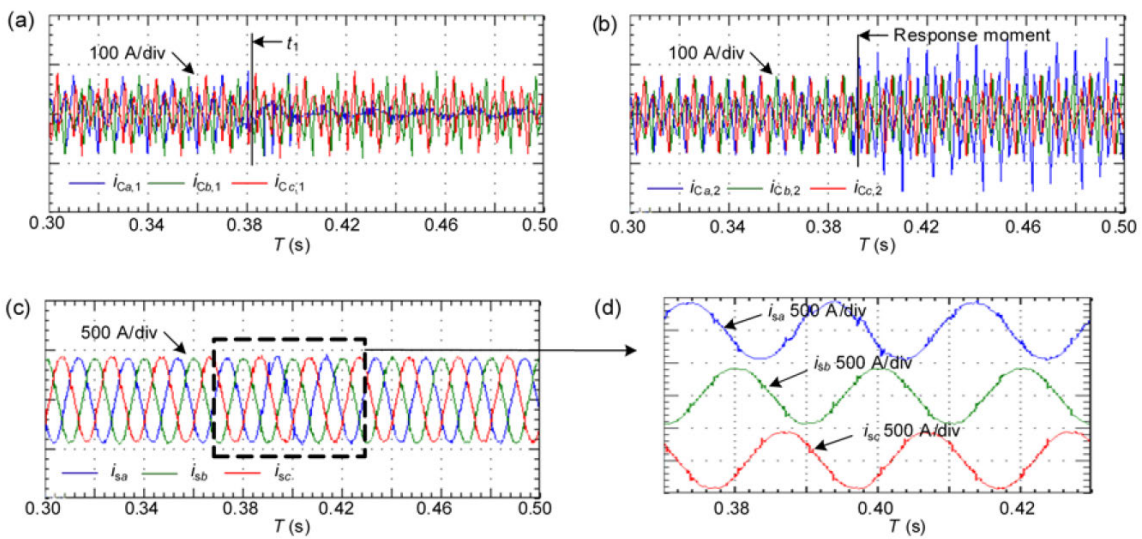 (a)
100 A/div
t1
iCa,1 iCb,1 iCc,1
0.30 0.34 0.38 0.42 0.46 0.50
T (s)
(b)
100 A/div
Response moment
iCa,2 iCb,2 iCc,2
0.30 0.34 0.38 0.42 0.46 0.50
T (s)
(c)
500 A/div
isa isb isc
0.30 0.34 0.38 0.42 0.46 0.50
T (s)
(d)
isa 500 A/div
isb 500 A/div
isc 500 A/div
0.38 0.40 0.42
T (s)